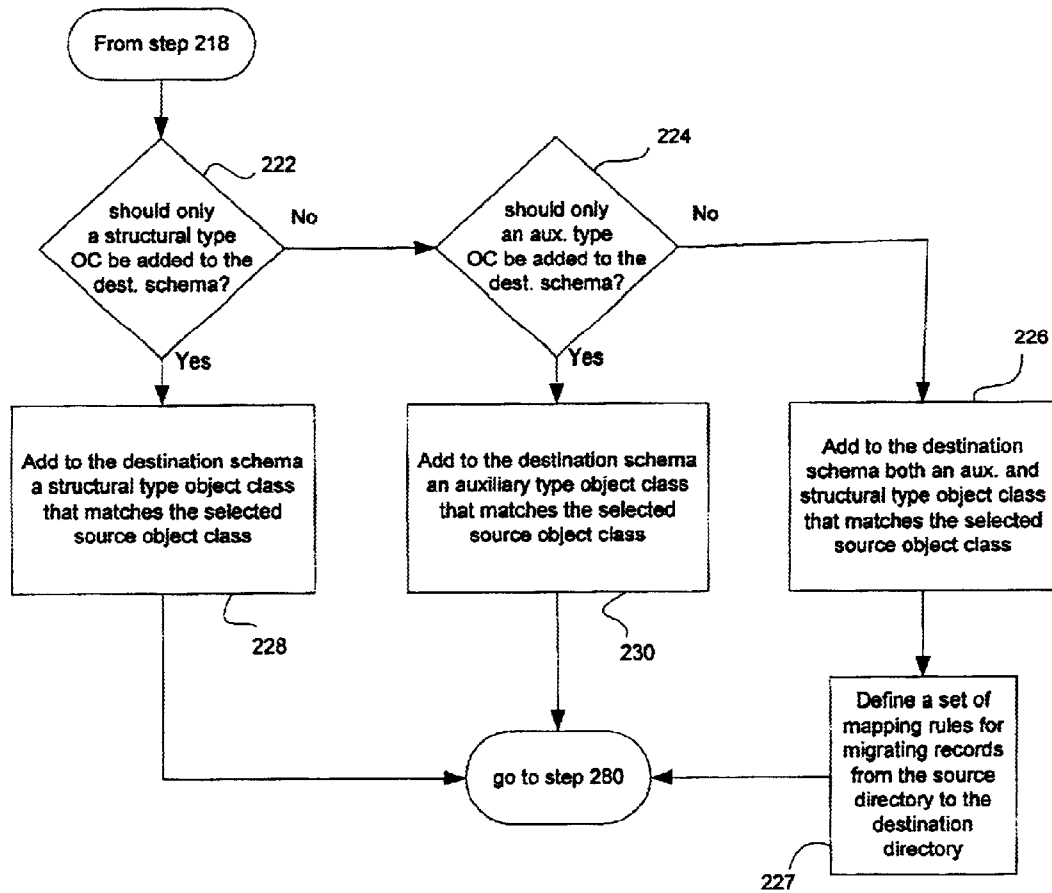 From step 218
222
should only
a structural type
OC be added to the
dest. schema?
No
Yes
224
should only
an aux. type
OC be added to the
dest. schema?
No
Yes
226
Add to the destination schema
a structural type object class
that matches the selected
source object class
228
Add to the destination schema
an auxiliary type object class
that matches the selected
source object class
230
Add to the destination
schema both an aux. and
structural type object class
that matches the selected
source object class
Define a set of
mapping rules for
migrating records
from the source
directory to the
destination
directory
227
go to step 280